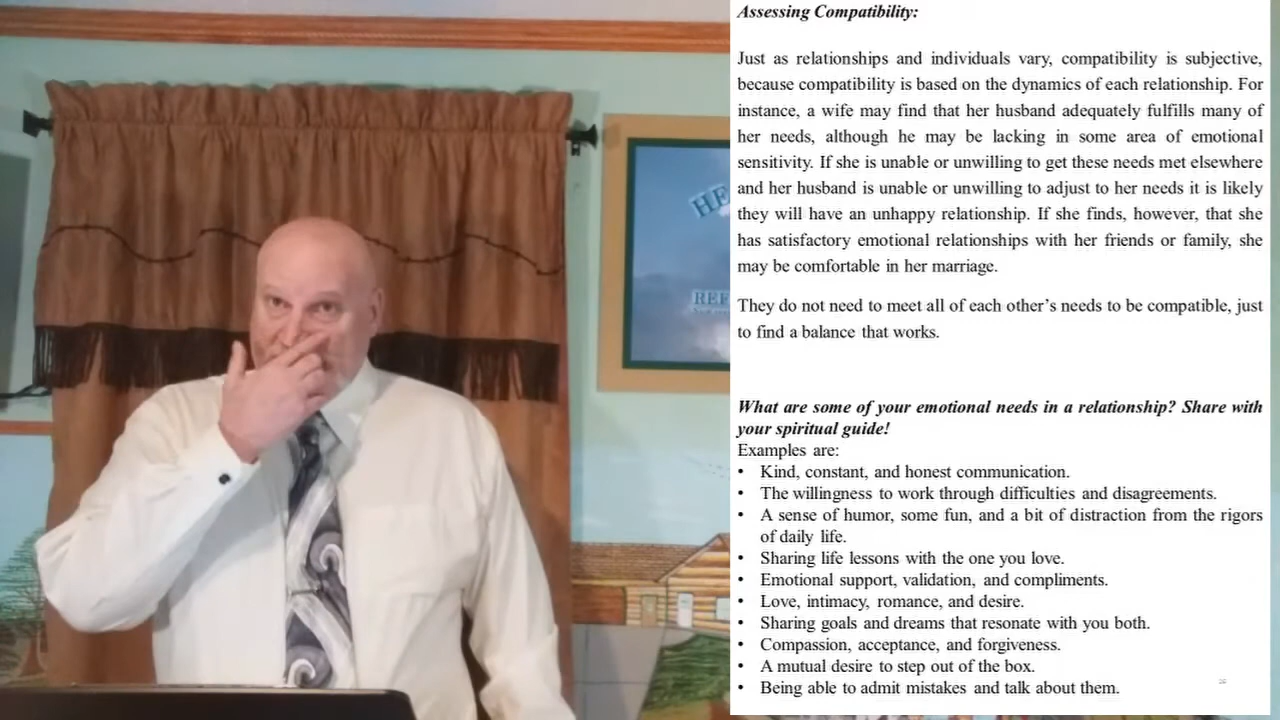 Assessing Compatibility:
Just as relationships and individuals vary, compatibility is subjective,
because compatibility is based on the dynamics of each relationship. For
instance, a wife may find that her husband adequately fulfills many of
her needs, although he may be lacking in some area of emotional
sensitivity. If she is unable or unwilling to get these needs met elsewhere
and her husband is unable or unwilling to adjust to her needs it is likely
they will have an unhappy relationship. If she finds, however, that she
has satisfactory emotional relationships with her friends or family, she
may be comfortable in her marriage.
They do not need to meet all of each other’s needs to be compatible, just
to find a balance that works.
What are some of your emotional needs in a relationship? Share with
your spiritual guide!
Examples are:
• Kind, constant, and honest communication.
• The willingness to work through difficulties and disagreements.
• A sense of humor, some fun, and a bit of distraction from the rigors
of daily life.
• Sharing life lessons with the one you love.
• Emotional support, validation, and compliments.
• Love, intimacy, romance, and desire.
• Sharing goals and dreams that resonate with you both.
• Compassion, acceptance, and forgiveness.
• A mutual desire to step out of the box.
• Being able to admit mistakes and talk about them.